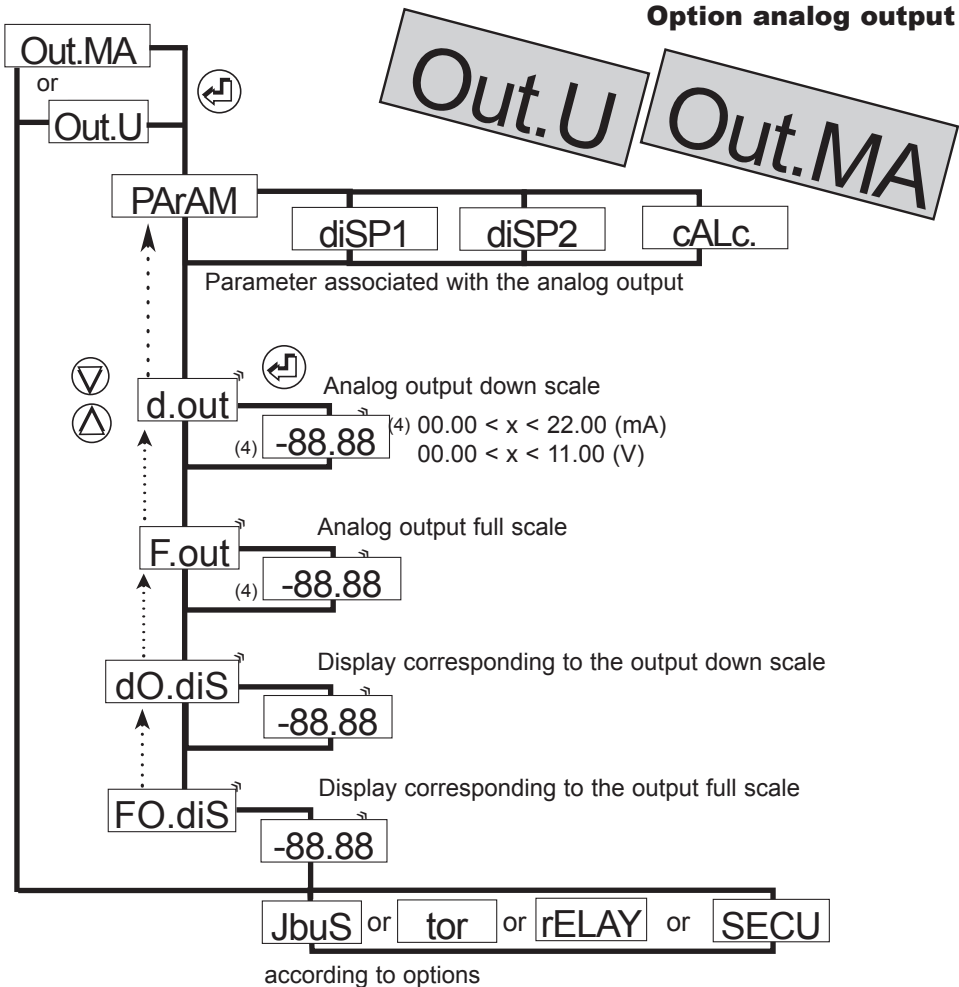 Option analog output
Out.MA
or
Out.U
Out.U
Out.MA
PArAM
diSP1
diSP2
cALc.
Parameter associated with the analog output
d.out
Analog output down scale
(4) -88.88
(4) 00.00 < x < 22.00 (mA)
00.00 < x < 11.00 (V)
F.out
Analog output full scale
(4) -88.88
dO.diS
Display corresponding to the output down scale
-88.88
FO.diS
Display corresponding to the output full scale
-88.88
JbuS or tor or rELAY or SECU
according to options